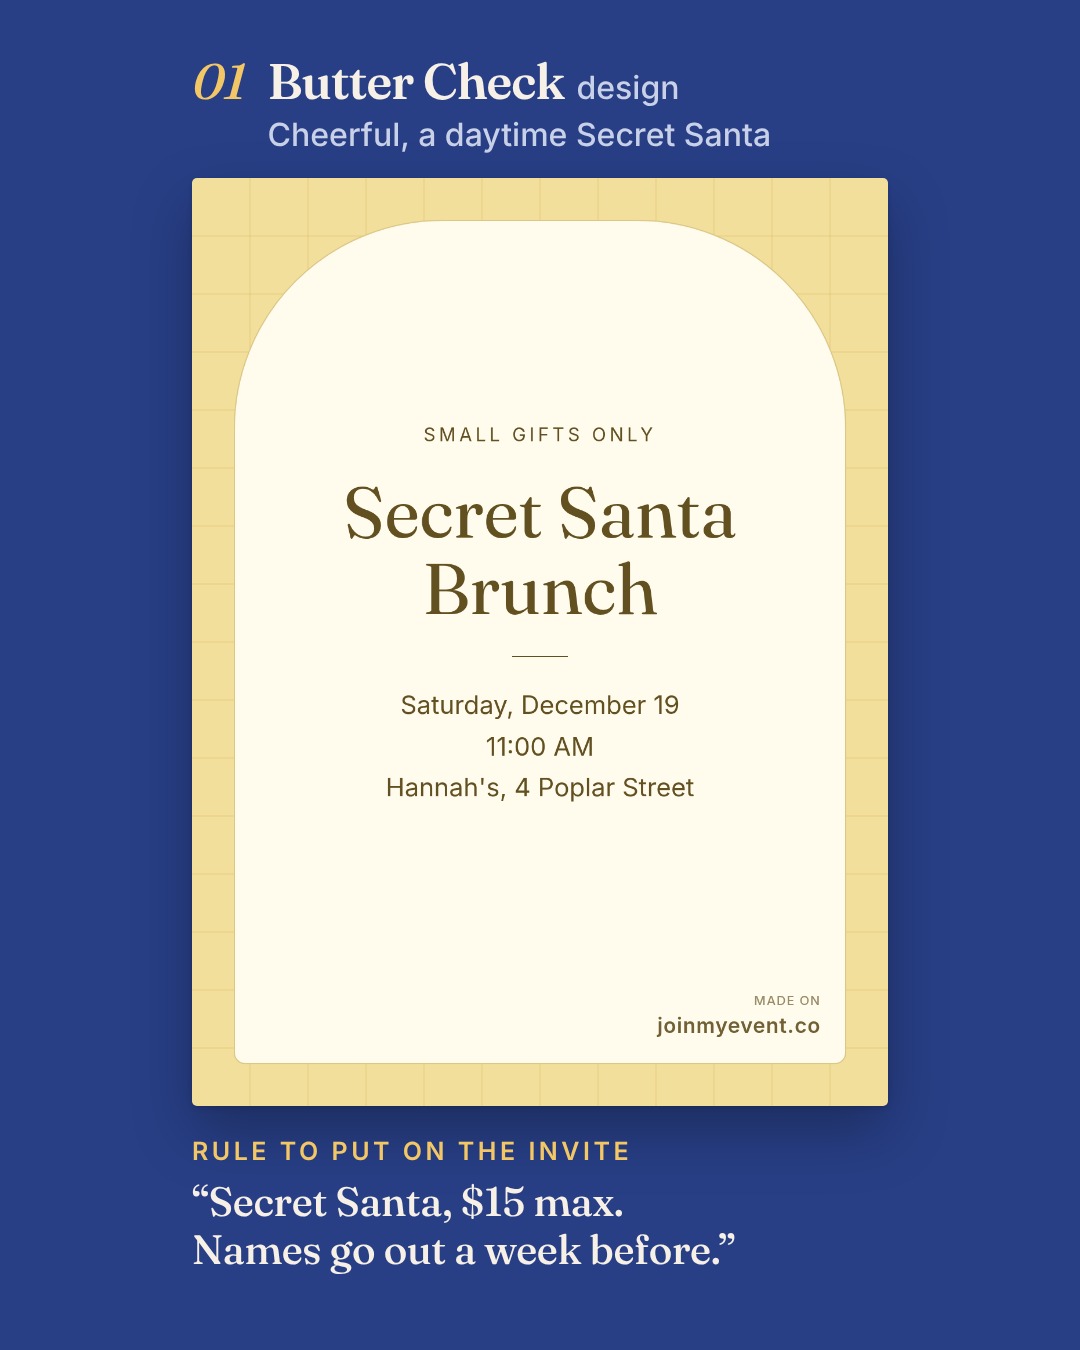 01 Butter Check design
Cheerful, a daytime Secret Santa
SMALL GIFTS ONLY
Secret Santa
Brunch
Saturday, December 19
11:00 AM
Hannah's, 4 Poplar Street
MADE ON
joinmyevent.co
RULE TO PUT ON THE INVITE
“Secret Santa, $15 max.
Names go out a week before.”